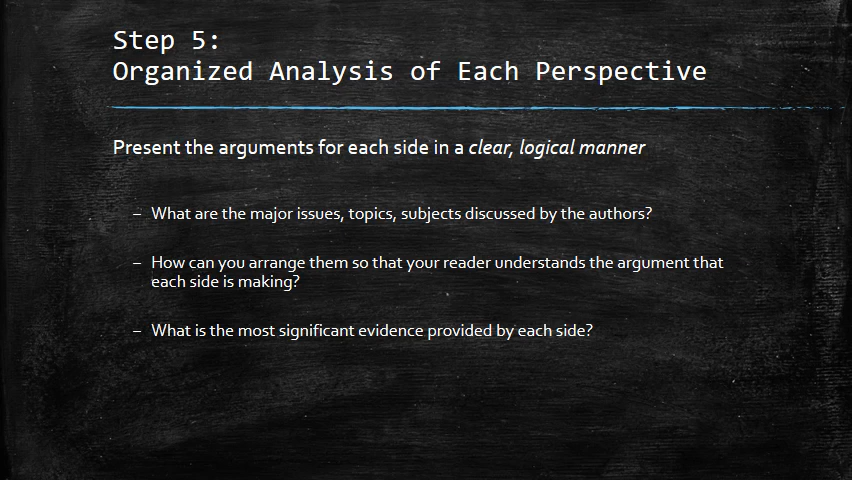 Step 5:
Organized Analysis of Each Perspective
Present the arguments for each side in a clear, logical manner
– What are the major issues, topics, subjects discussed by the authors?
– How can you arrange them so that your reader understands the argument that
each side is making?
– What is the most significant evidence provided by each side?